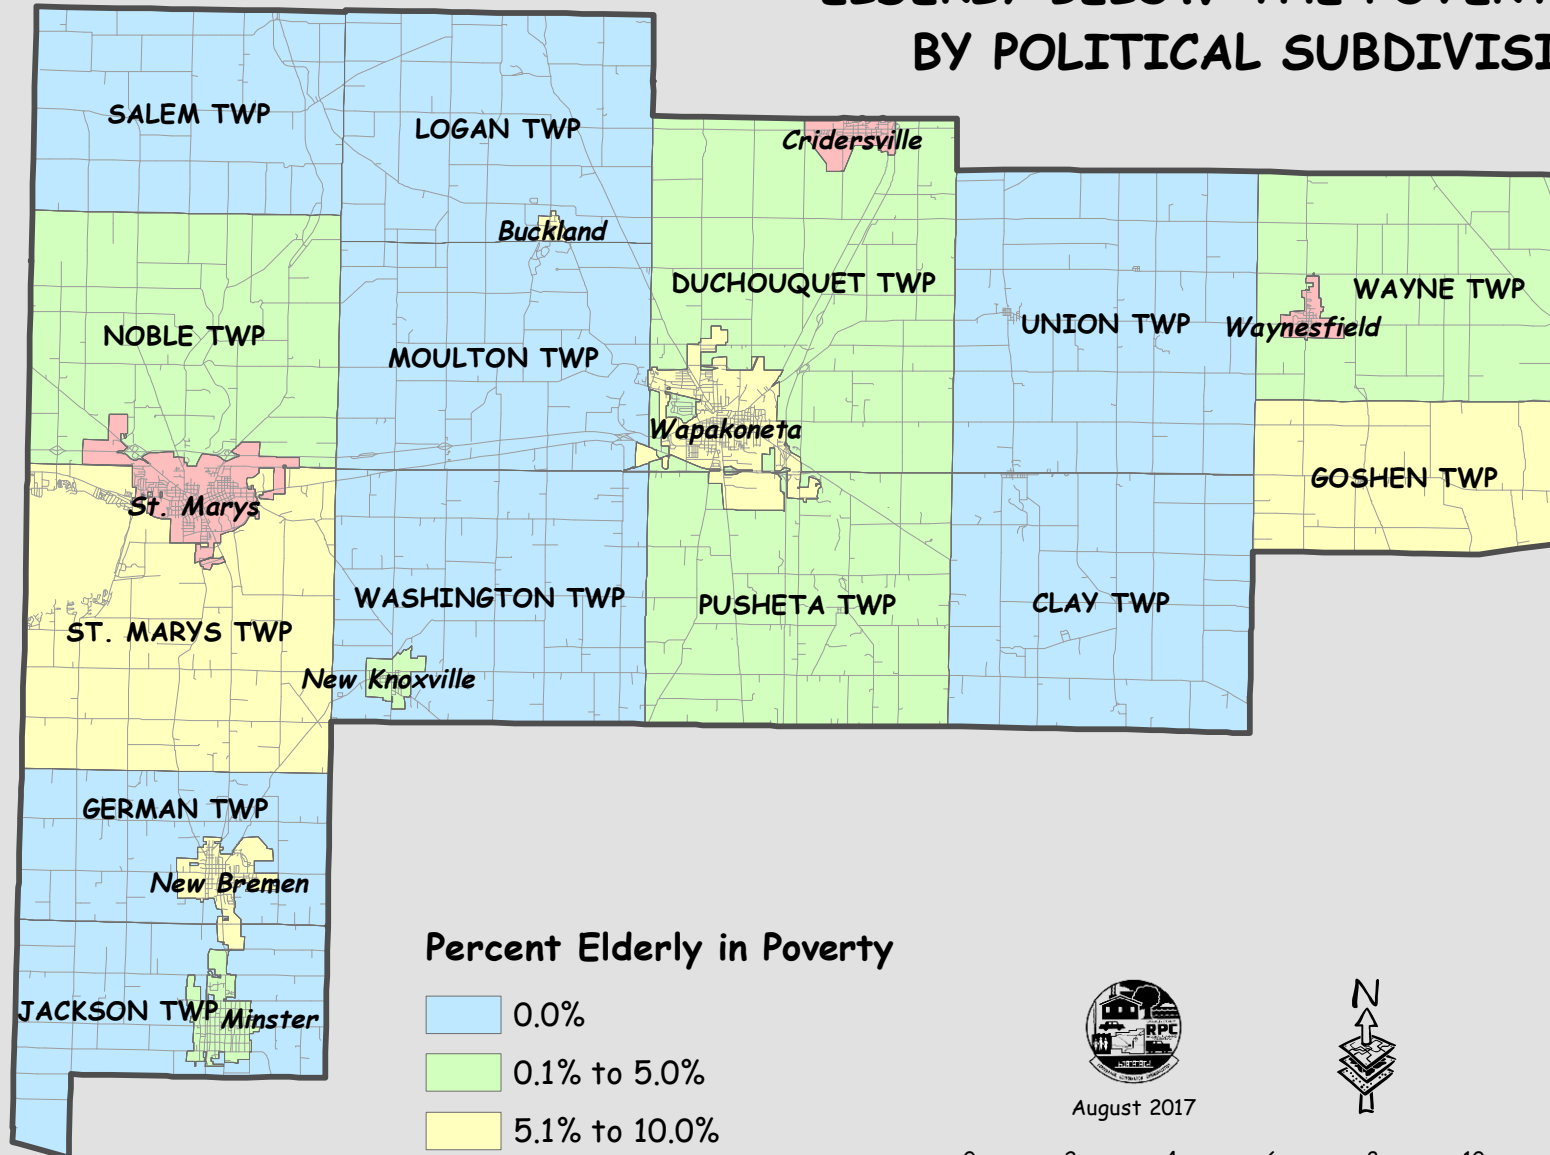 BY POLITICAL SUBDIVISI
SALEM TWP
LOGAN TWP
Cridersville
Buckland
DUCHOUQUET TWP
WAYNE TWP
NOBLE TWP
UNION TWP
Waynesfield
MOULTON TWP
Wapakoneta
GOSHEN TWP
St. Marys
WASHINGTON TWP
PUSHETA TWP
CLAY TWP
ST. MARYS TWP
New Knoxville
GERMAN TWP
New Bremen
JACKSON TWP
Minster
Percent Elderly in Poverty
0.0%
0.1% to 5.0%
5.1% to 10.0%
RPC
N
August 2017